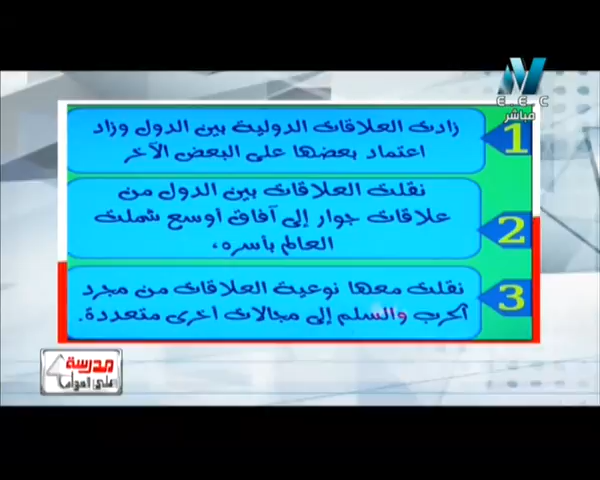 E.E.C
مباشر
1
زادت العلاقات الدولية بين الدول وزاد
اعتماد بعضها على البعض الآخر
2
نقلت العلاقات بين الدول من
علاقات جوار إلى آفاق أوسع شملت
العالم بأسره،
3
نقلت معها نوعية العلاقات من مجرد
الحرب والسلم إلى مجالات أخرى متعددة.
مدرسة
على الهواء